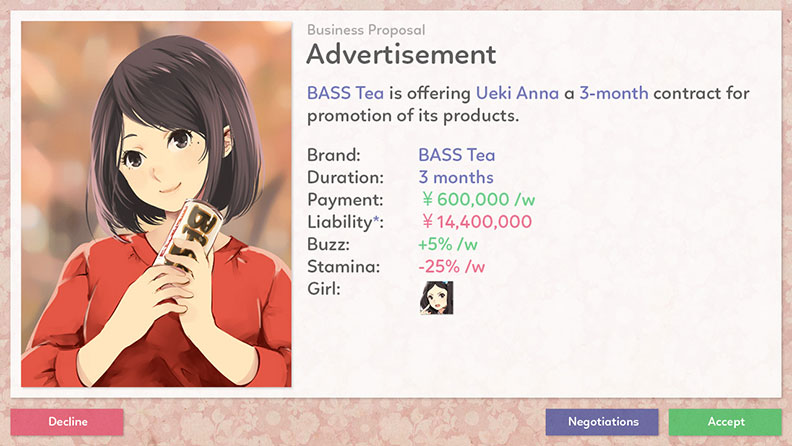 Business Proposal
Advertisement
BASS Tea is offering Ueki Anna a 3-month contract for
promotion of its products.
Brand: BASS Tea
Duration: 3 months
Payment: ¥600,000 /w
Liability*: ¥14,400,000
Buzz: +5% /w
Stamina: -25% /w
Girl:
Decline
Negotiations
Accept